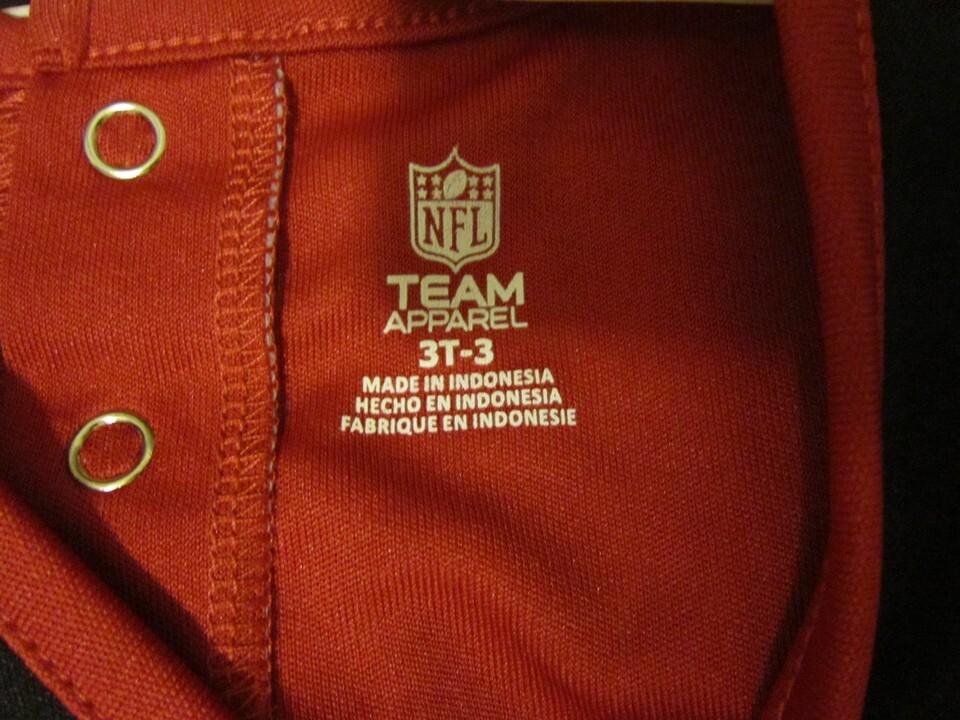 NFL
TEAM
APPAREL
3T-3
MADE IN INDONESIA
HECHO EN INDONESIA
FABRIQUE EN INDONESIE